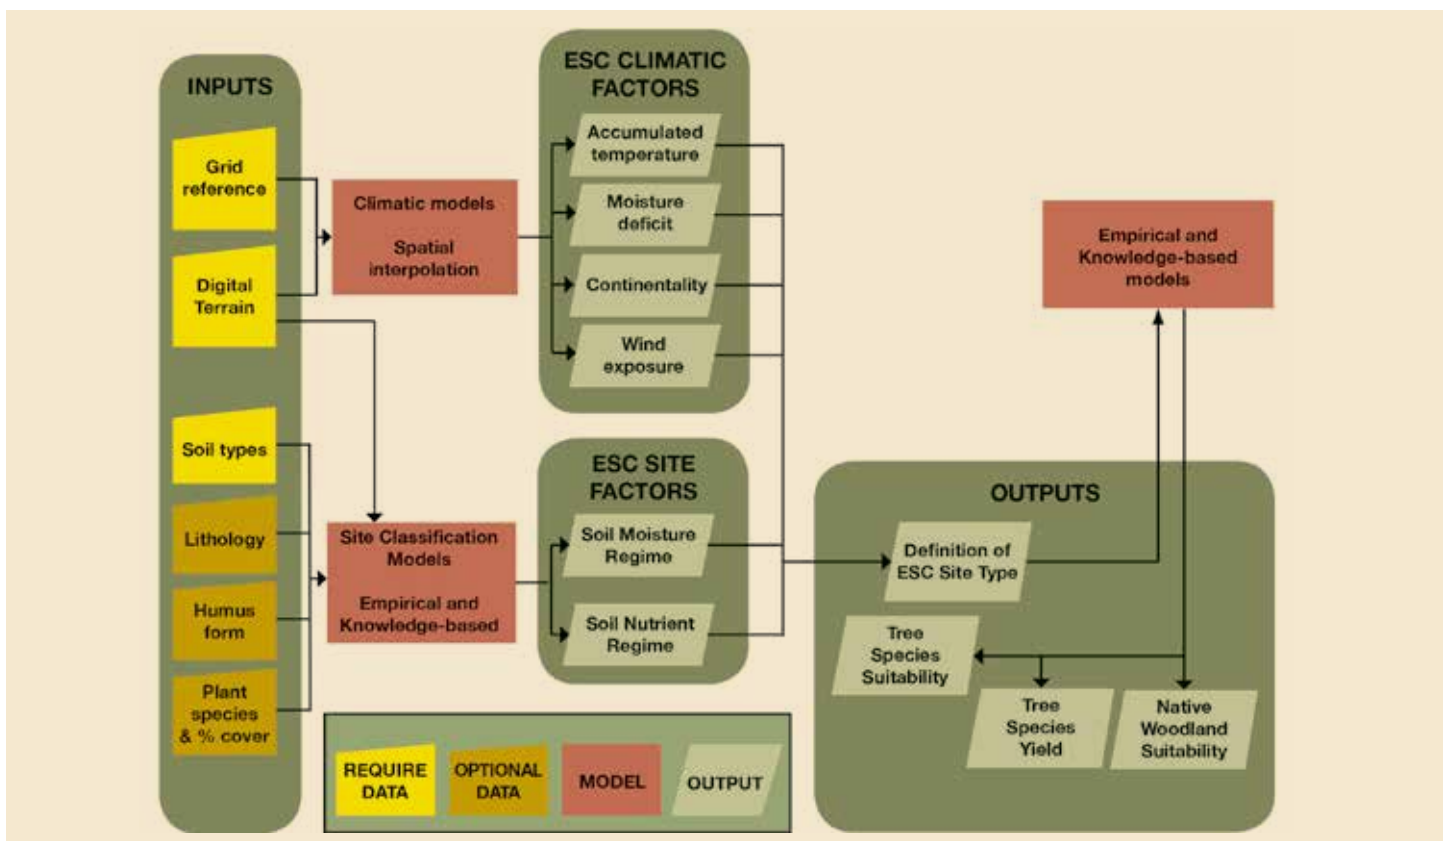 INPUTS
Grid
reference
Digital
Terrain
Soil types
Lithology
Humus
form
Plant
species
& % cover
Climatic models
Spatial
interpolation
Site Classification
Models
Empirical and
Knowledge-based
ESC CLIMATIC
FACTORS
Accumulated
temperature
Moisture
deficit
Continentality
Wind
exposure
ESC SITE
FACTORS
Soil Moisture
Regime
Soil Nutrient
Regime
Empirical and
Knowledge-based
models
OUTPUTS
Definition of
ESC Site Type
Tree
Species
Suitability
Tree
Species
Yield
Native
Woodland
Suitability
REQUIRE
DATA
OPTIONAL
DATA
MODEL
OUTPUT